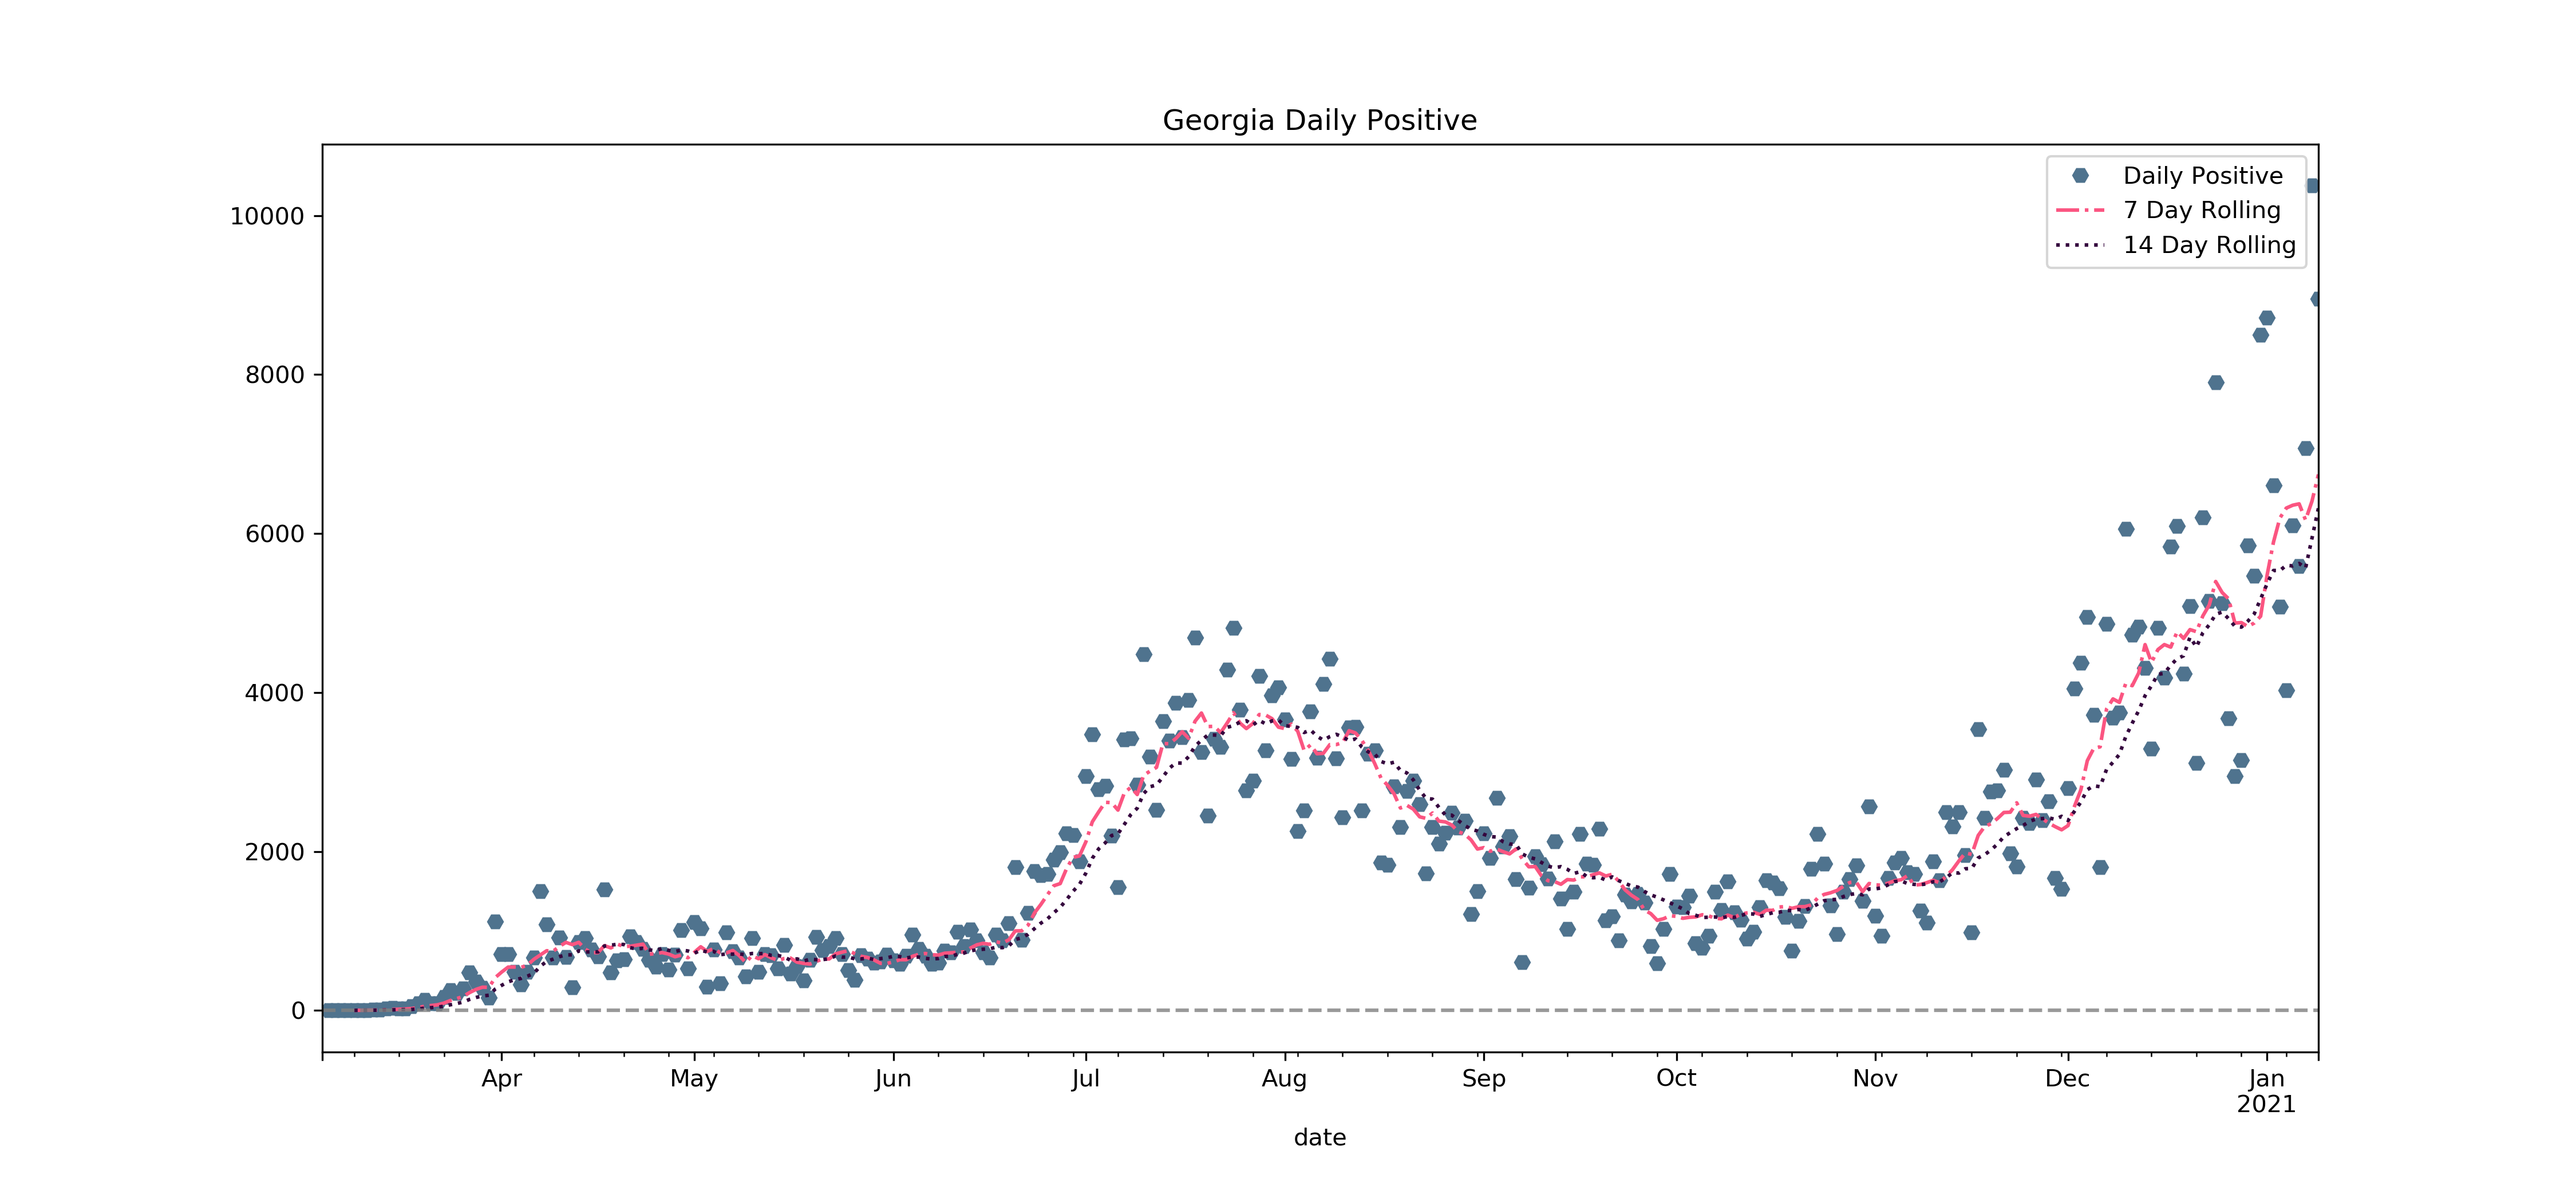 Georgia Daily Positive
Daily Positive
7 Day Rolling
14 Day Rolling
10000
8000
6000
4000
2000
0
Apr May Jun Jul Aug Sep Oct Nov Dec Jan
2021
date